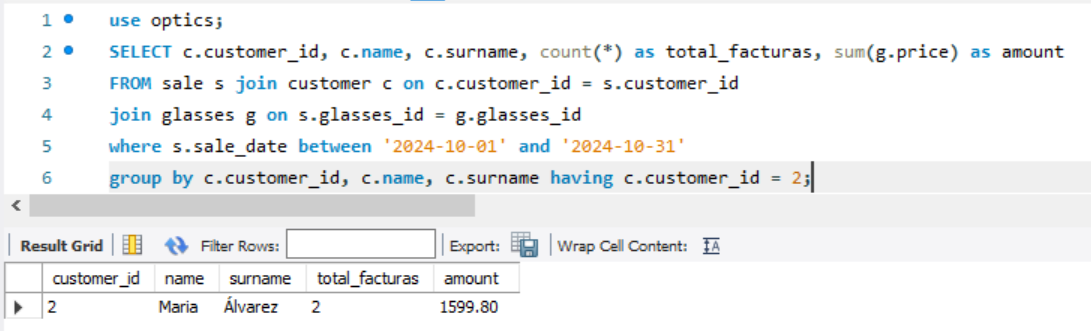 1 use optics;
2 SELECT c.customer_id, c.name, c.surname, count(*) as total_facturas, sum(g.price) as amount
3 FROM sale s join customer c on c.customer_id = s.customer_id
4 join glasses g on s.glasses_id = g.glasses_id
5 where s.sale_date between '2024-10-01' and '2024-10-31'
6 group by c.customer_id, c.name, c.surname having c.customer_id = 2;
Result Grid Filter Rows: Export: Wrap Cell Content:
customer_id name surname total_facturas amount
2 Maria Álvarez 2 1599.80